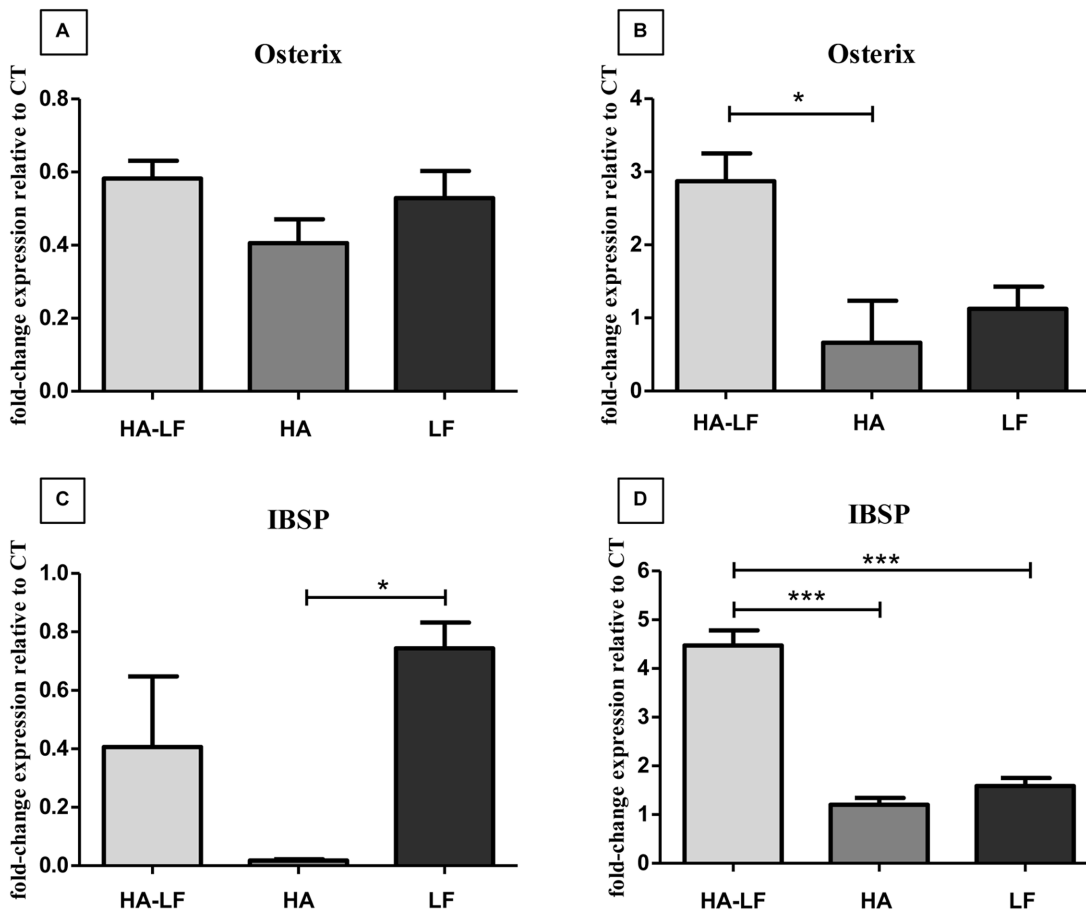 A
Osterix
fold-change expression relative to CT
0.8
0.6
0.4
0.2
0.0
HA-LF HA LF
B
Osterix
fold-change expression relative to CT
4
3
2
1
0
*
HA-LF HA LF
C
IBSP
fold-change expression relative to CT
1.0
0.8
0.6
0.4
0.2
0.0
*
HA-LF HA LF
D
IBSP
fold-change expression relative to CT
6
5
4
3
2
1
0
***
***
HA-LF HA LF